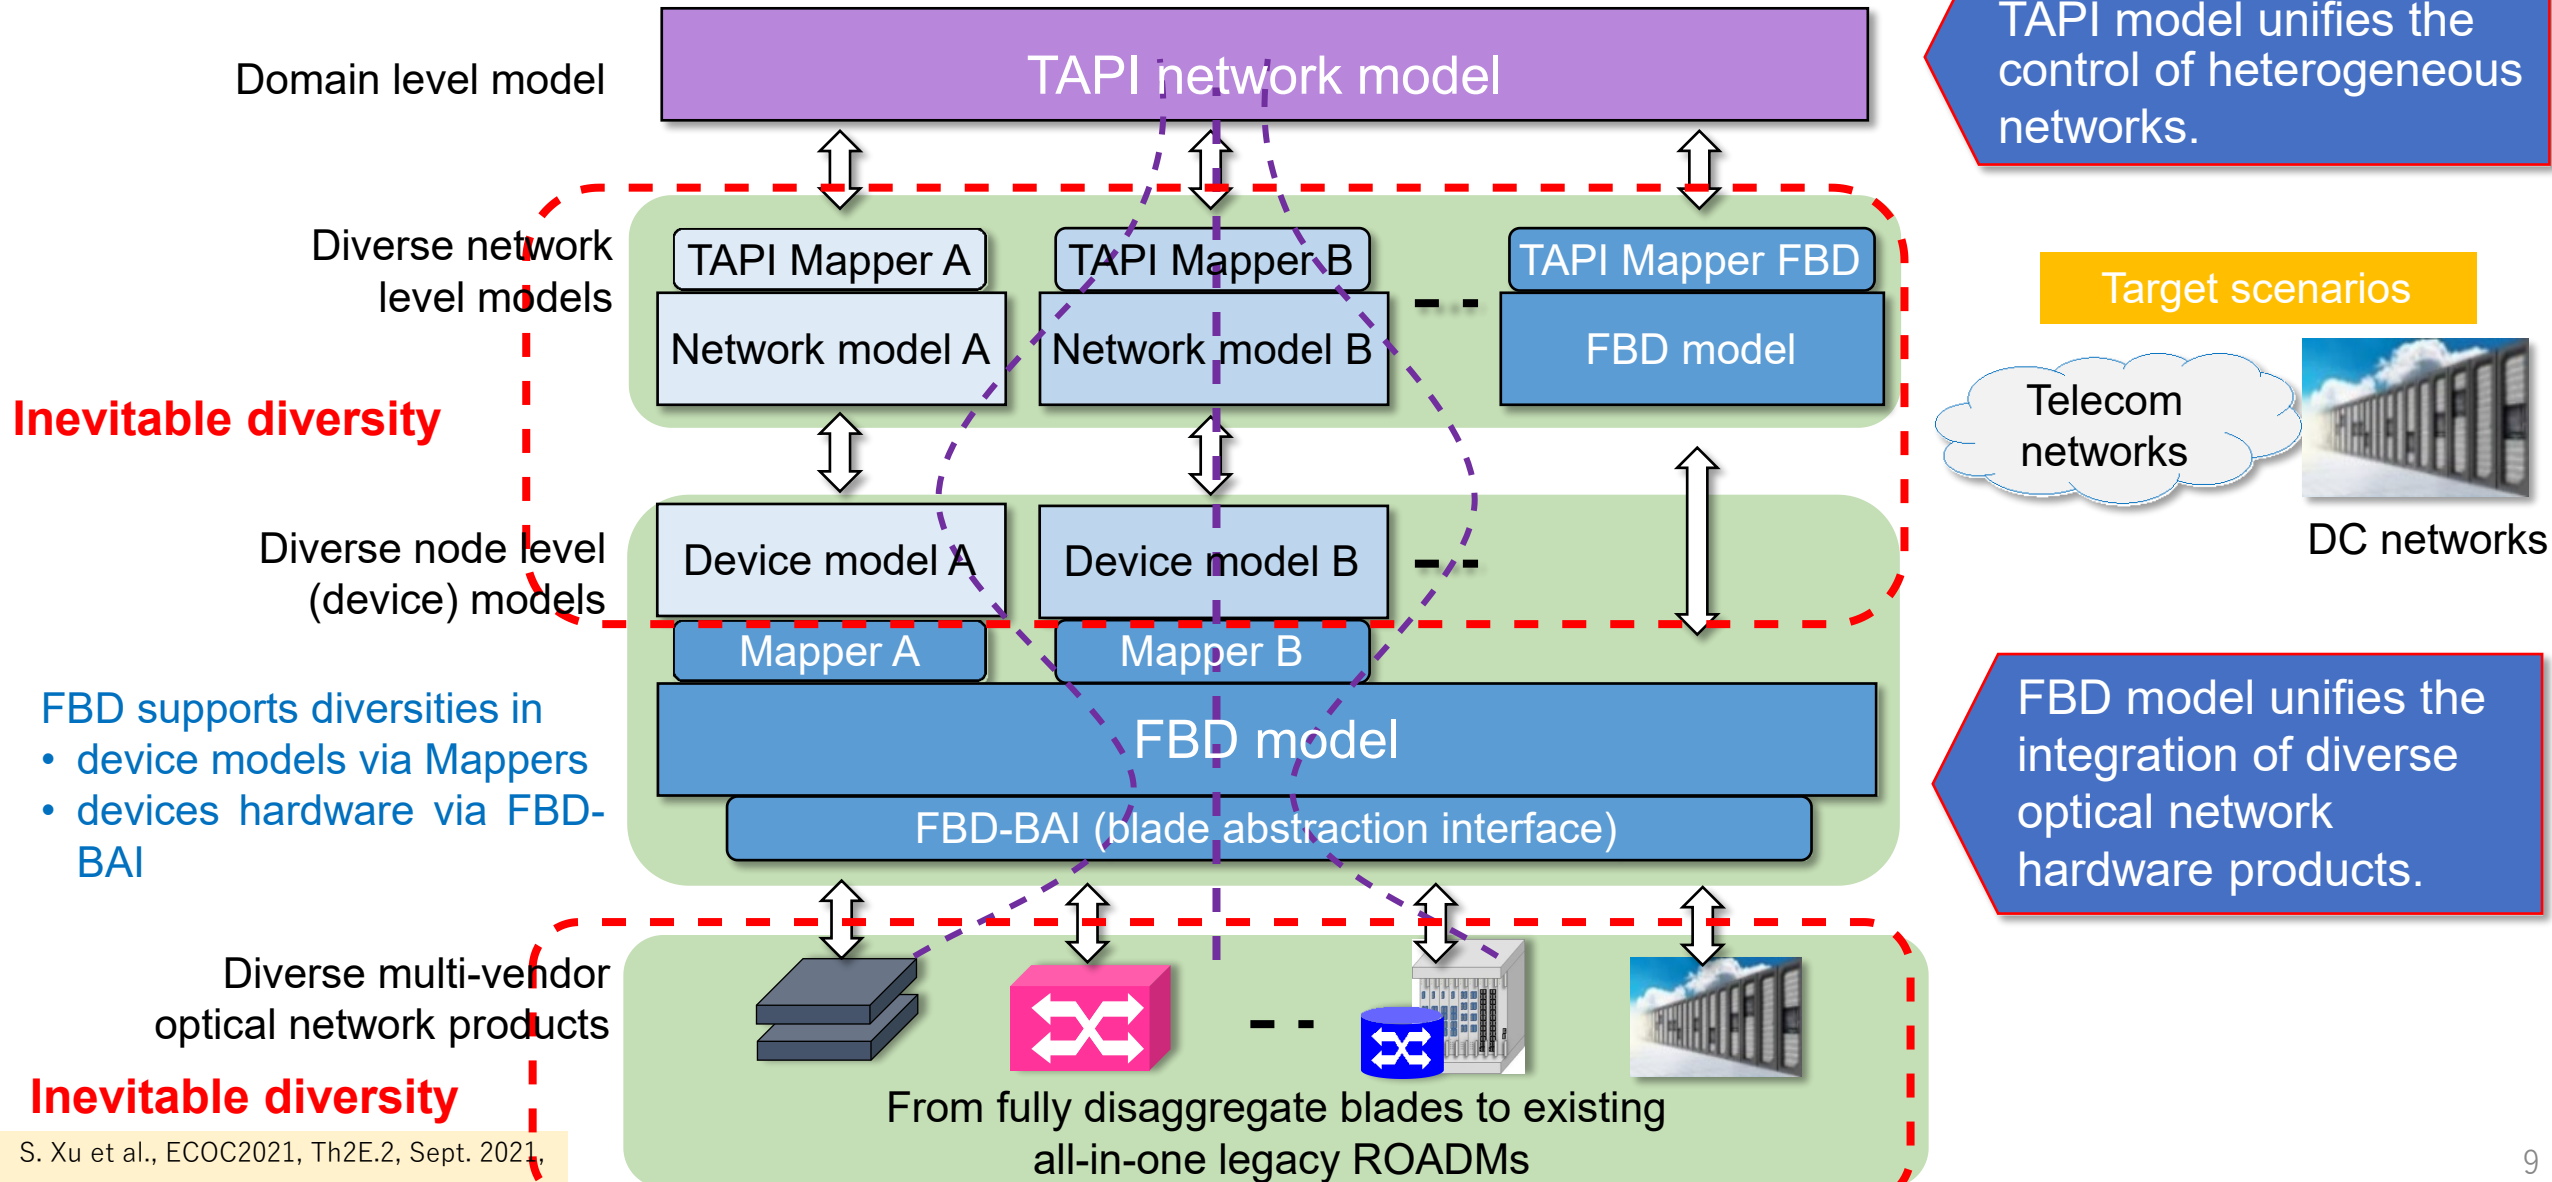 Domain level model
TAPI network model
TAPI model unifies the
control of heterogeneous
networks.
Diverse network
level models
TAPI Mapper A
TAPI Mapper B
TAPI Mapper FBD
Network model A
Network model B
FBD model
Target scenarios
Telecom
networks
DC networks
Inevitable diversity
Diverse node level
(device) models
Device model A
Device model B
Mapper A
Mapper B
FBD model
FBD-BAI (blade abstraction interface)
FBD supports diversities in
• device models via Mappers
• devices hardware via FBD-
BAI
FBD model unifies the
integration of diverse
optical network
hardware products.
Diverse multi-vendor
optical network products
Inevitable diversity
From fully disaggregate blades to existing
all-in-one legacy ROADMs
S. Xu et al., ECOC2021, Th2E.2, Sept. 2021,
9